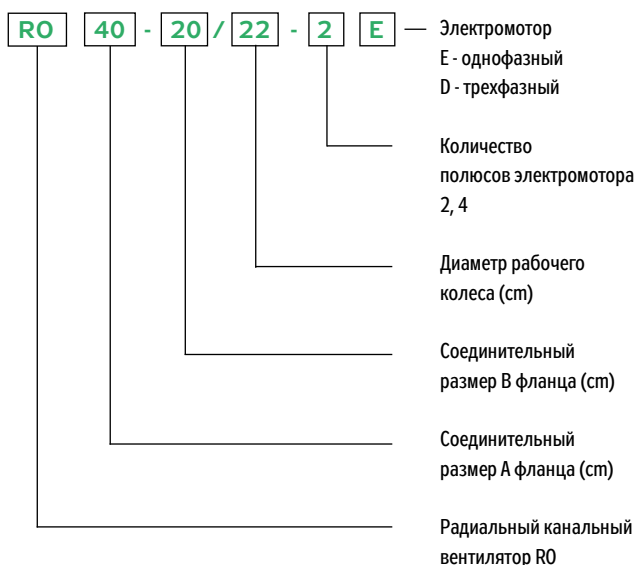 RO 40 - 20 / 22 - 2 E — Электромотор
E - однофазный
D - трехфазный
Количество
полюсов электромотора
2, 4
Диаметр рабочего
колеса (cm)
Соединительный
размер B фланца (cm)
Соединительный
размер A фланца (cm)
Радиальный канальный
вентилятор RO